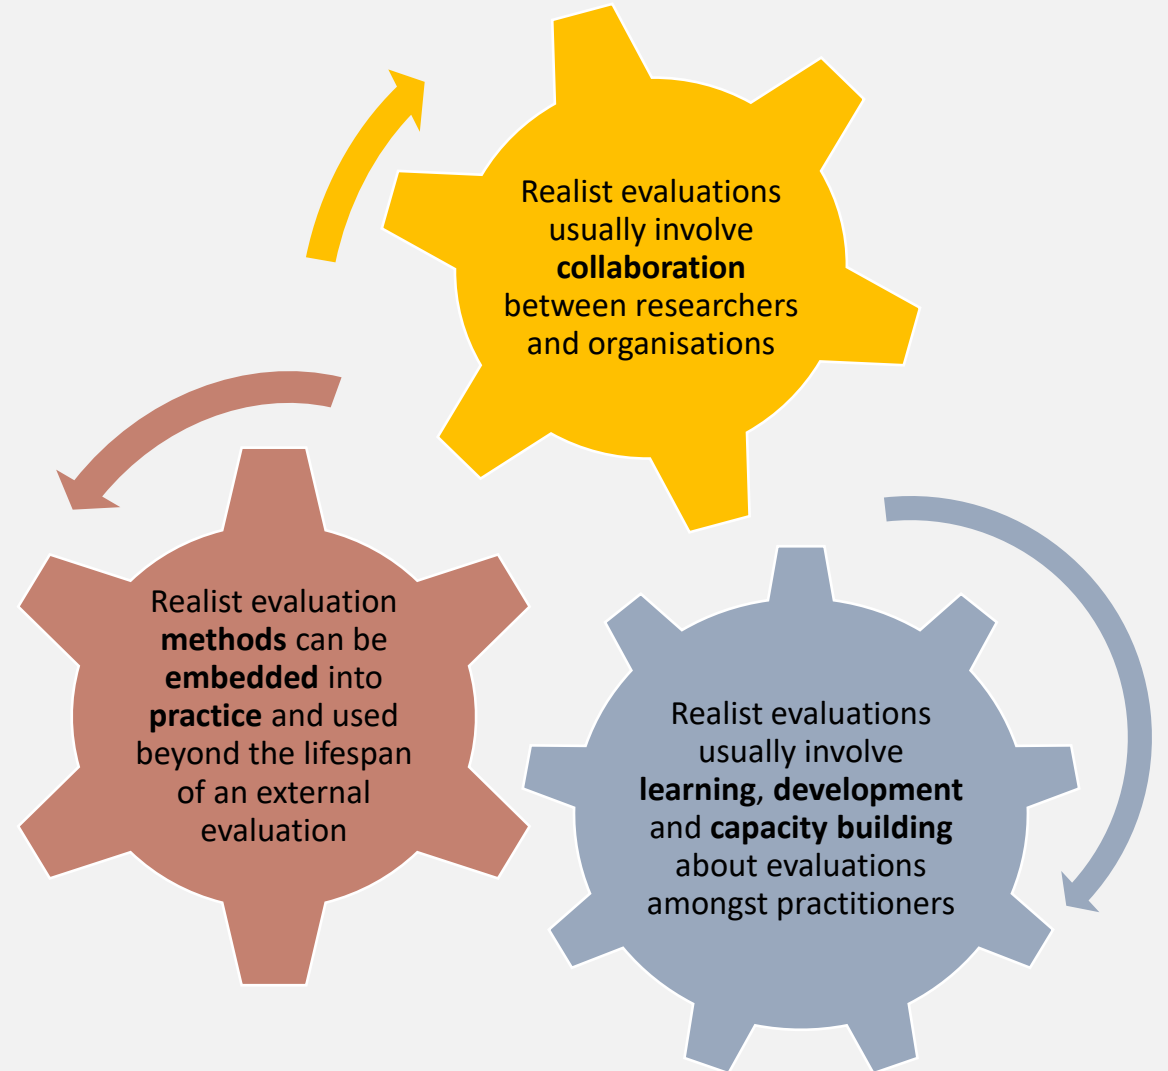 Realist evaluations
usually involve
collaboration
between researchers
and organisations
Realist evaluation
methods can be
embedded into
practice and used
beyond the lifespan
of an external
evaluation
Realist evaluations
usually involve
learning, development
and capacity building
about evaluations
amongst practitioners